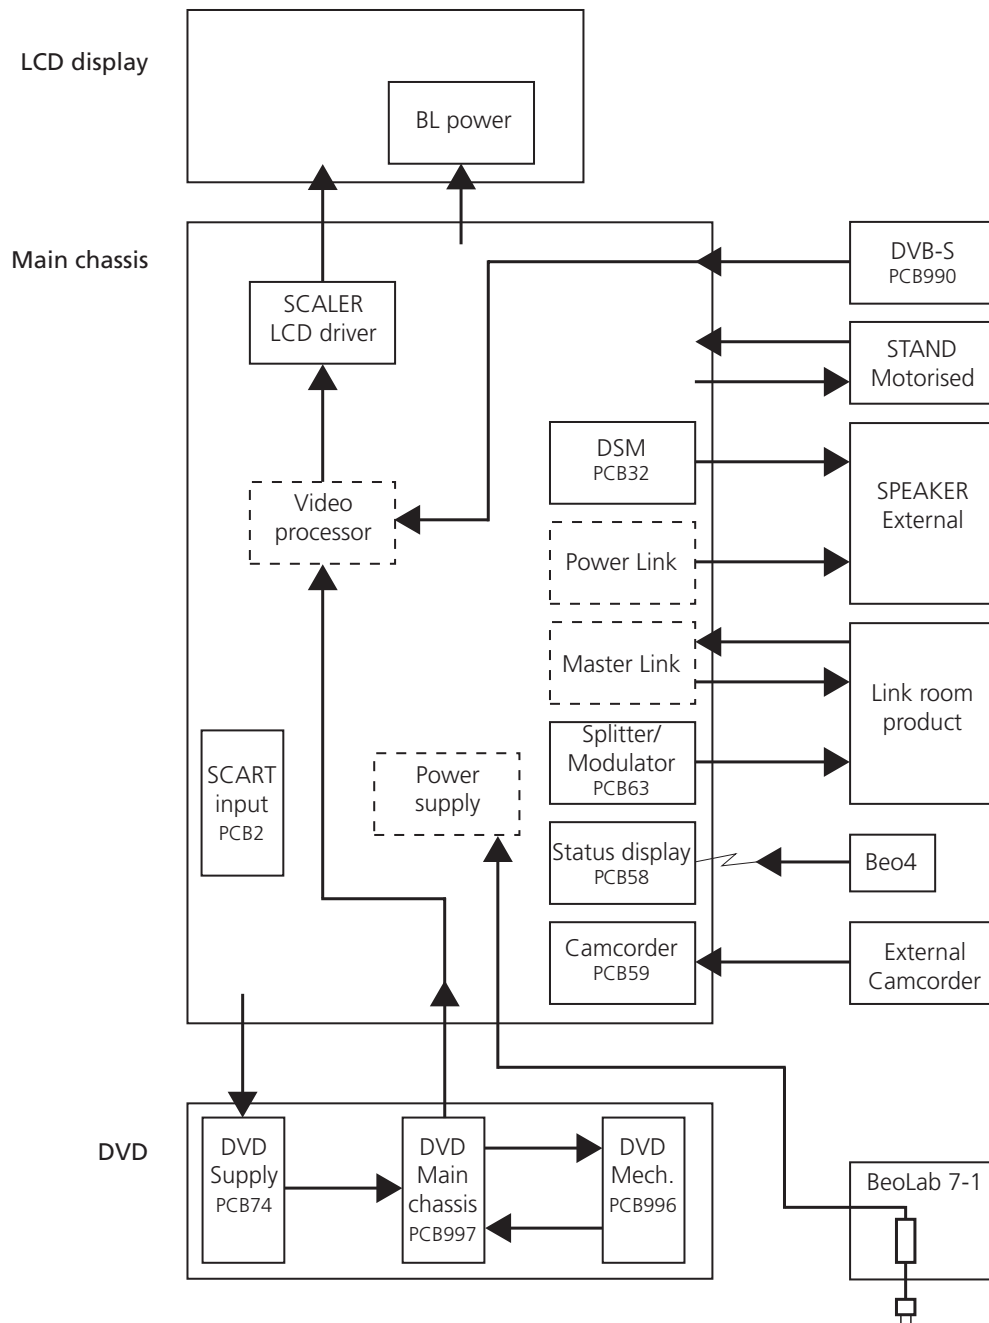 LCD display
BL power
Main chassis
SCALER
LCD driver
DVB-S
PCB990
STAND
Motorised
DSM
PCB32
SPEAKER
External
Video
processor
Power Link
Master Link
Link room
product
Splitter/
Modulator
PCB63
SCART
input
PCB2
Power
supply
Status display
PCB58
Beo4
Camcorder
PCB59
External
Camcorder
DVD
DVD
Supply
PCB74
DVD
Main
chassis
PCB997
DVD
Mech.
PCB996
BeoLab 7-1